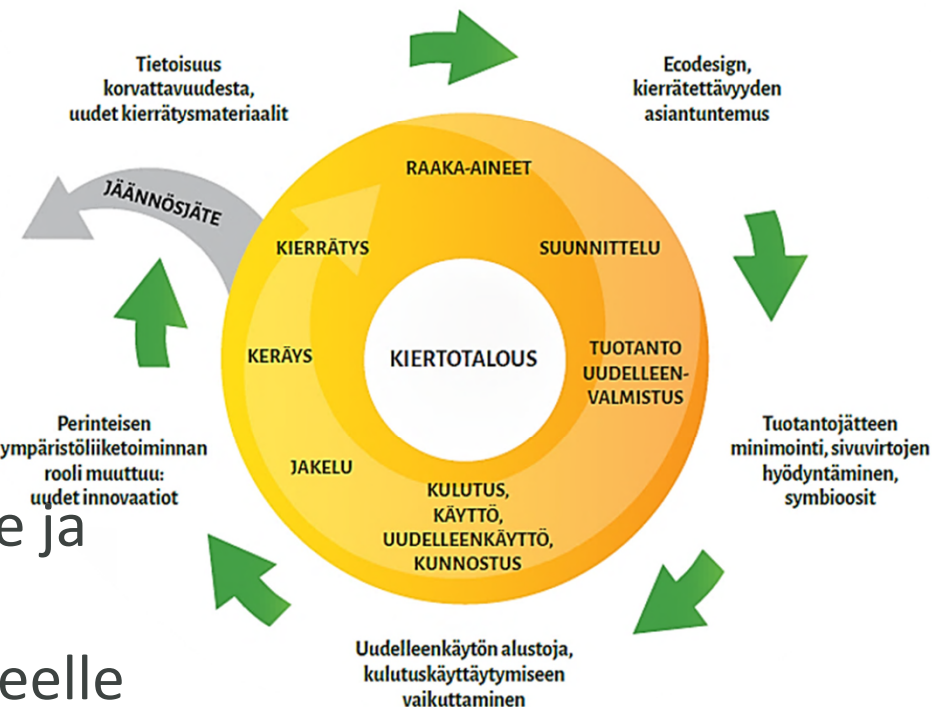 Tietoisuus
korvattavuudesta,
uudet kierrätysmateriaalit
Ecodesign,
kierrätettävyyden
asiantuntemus
JÄÄNNÖSJÄTE
RAAKA-AINEET
KIERRÄTYS
SUUNNITTELU
KERÄYS
KIERTOTALOUS
TUOTANTO
UUDELLEEN-
VALMISTUS
JAKELU
KULUTUS,
KÄYTTÖ,
UUDELLEENKÄYTTÖ,
KUNNOSTUS
Perinteisen
ympäristöliiketoiminnan
rooli muuttuu:
uudet innovaatiot
Tuotantojätteen
minimointi, sivuvirtojen
hyödyntäminen,
symbioosit
e ja
Uudelleenkäytön alustoja,
kulutuskäyttäytymiseen
vaikuttaminen
eelle